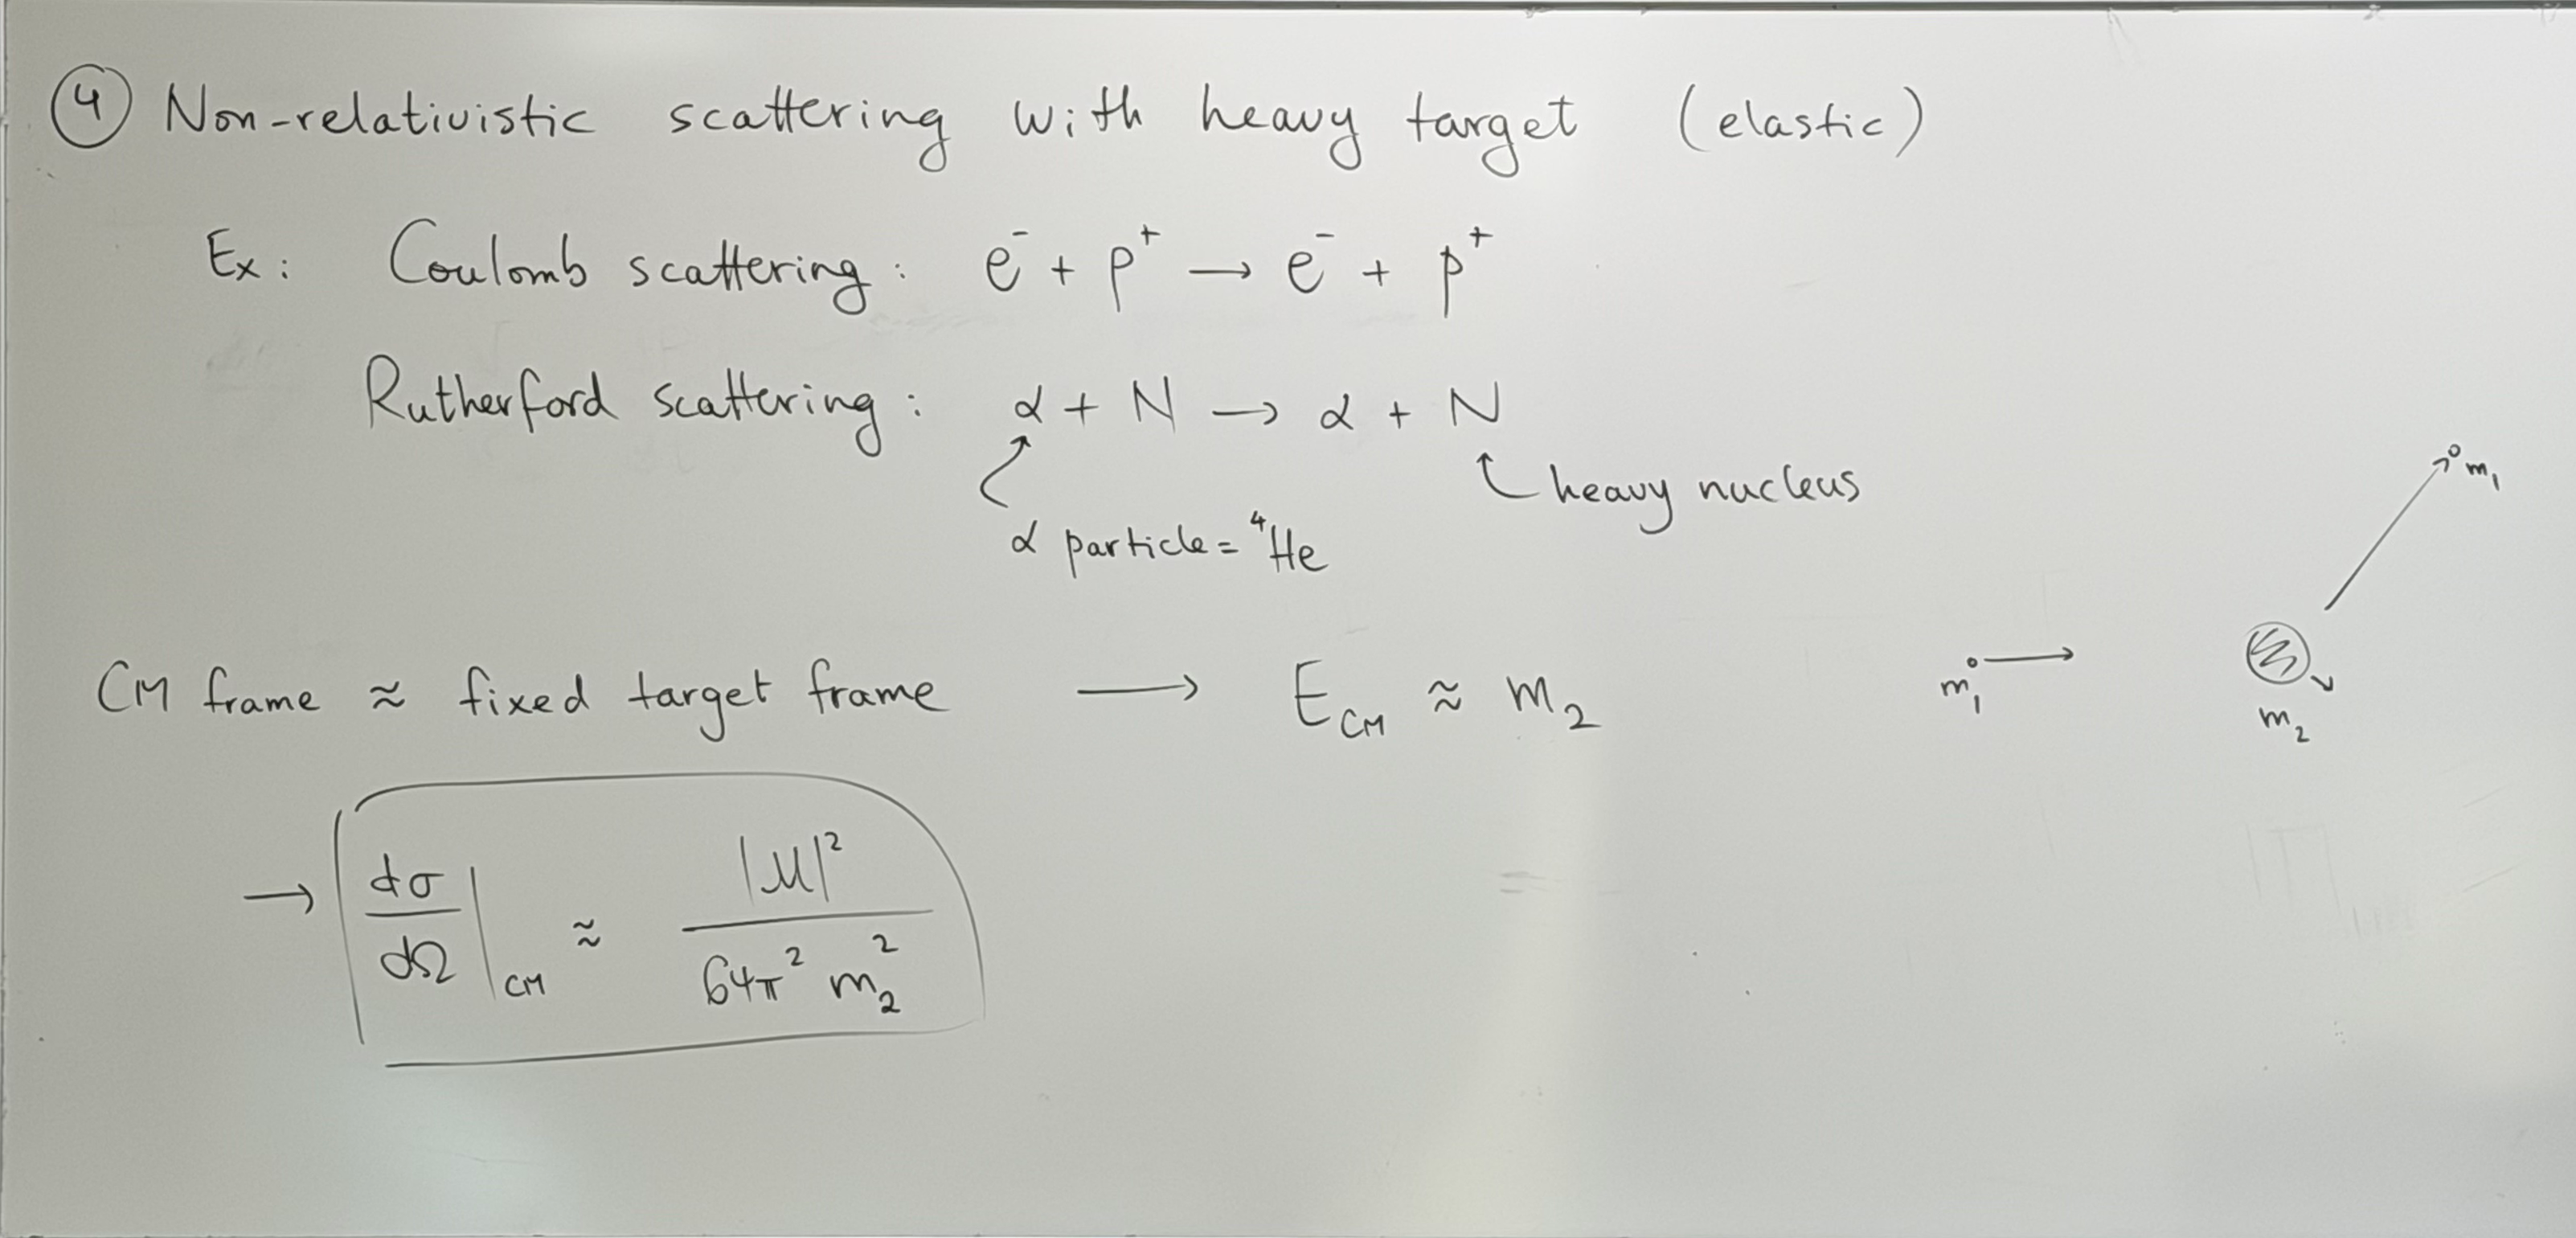 ④ Non-relativistic scattering with heavy target (elastic)
Ex: Coulomb scattering: e⁻ + p⁺ → e⁻ + p⁺
Rutherford scattering: α + N → α + N
heavy nucleus
α particle = ⁴He
m₁
CM frame ≈ fixed target frame → E_CM ≈ m₂
m₁
m₂
→ dσ/dΩ |_CM ≈ |M|² / 64π² m₂²